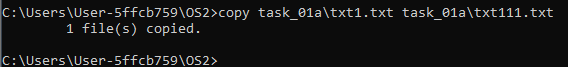 C:\Users\User-5ffcb759\OS2>copy task_01a\txt1.txt task_01a\txt111.txt
        1 file(s) copied.
C:\Users\User-5ffcb759\OS2>